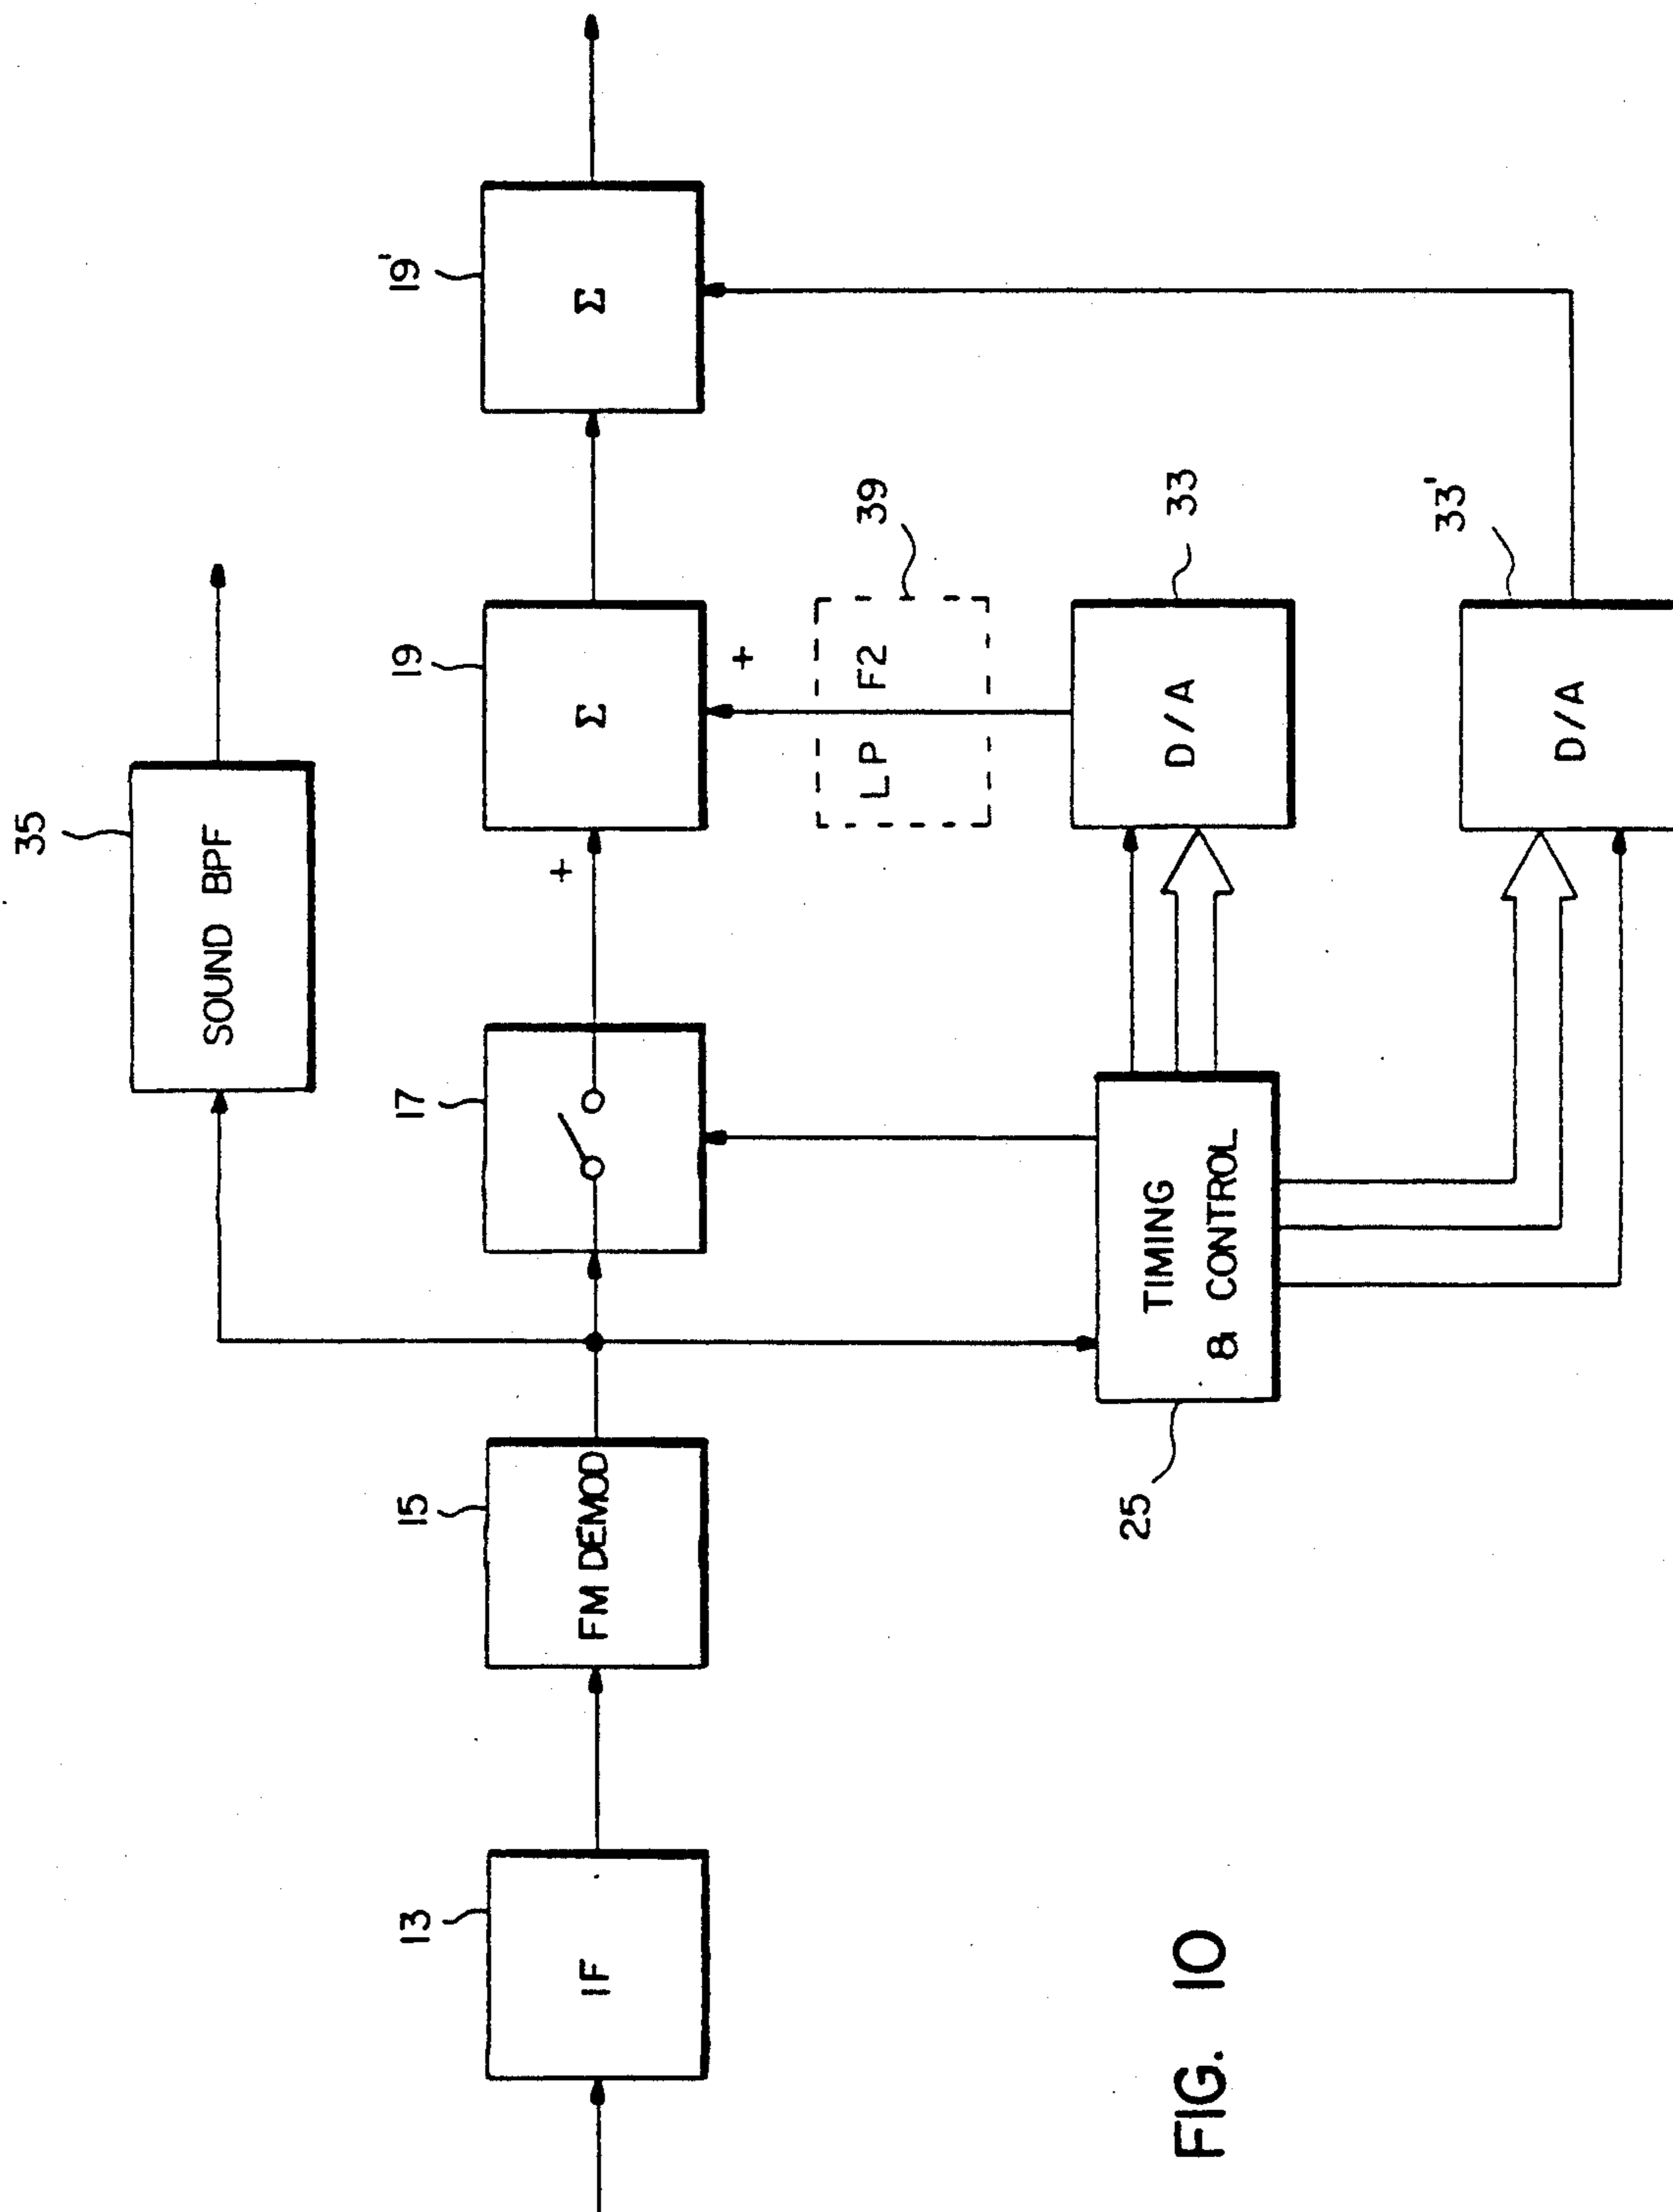 35
SOUND BPF
13
IF
15
FM DEMOD
17
+
19
Σ
19'
Σ
+
39
LP F2
25
TIMING
& CONTROL
33
D/A
33'
D/A
FIG. 10